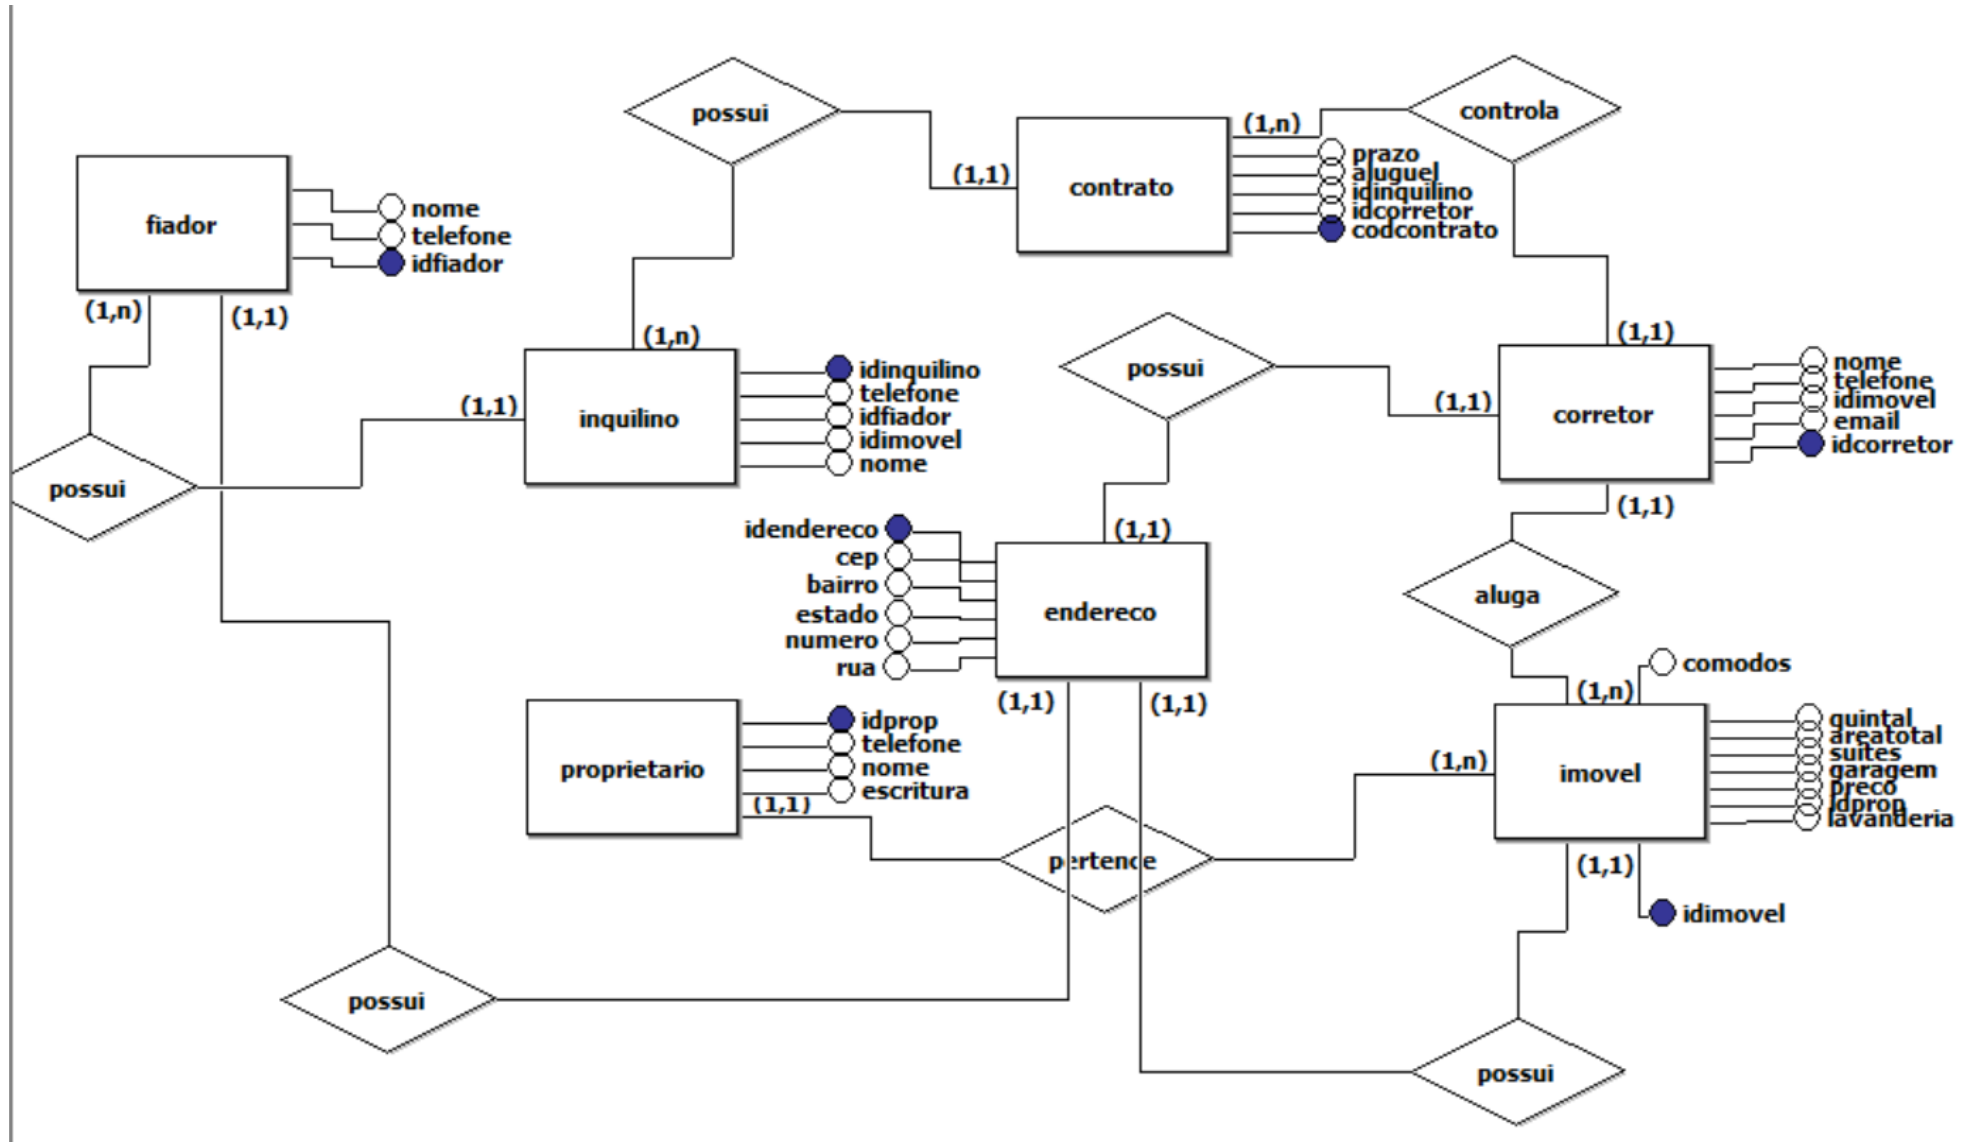 possui
controla
(1,n)
contrato
(1,1)
prazo
aluguel
idinquilino
idcorretor
codcontrato
fiador
nome
telefone
idfiador
(1,n)
(1,1)
(1,n)
possui
(1,1)
inquilino
(1,1)
idinquilino
telefone
idfiador
idimovel
nome
(1,1)
corretor
nome
telefone
idimovel
email
idcorretor
possui
(1,1)
(1,1)
idendereco
cep
bairro
estado
numero
rua
endereco
(1,1)
(1,1)
aluga
comodos
(1,n)
proprietario
idprop
telefone
nome
escritura
(1,1)
(1,n)
imovel
quintal
areatotal
suites
garagem
preco
idprop
lavanderia
pertence
(1,1)
idimovel
possui
possui